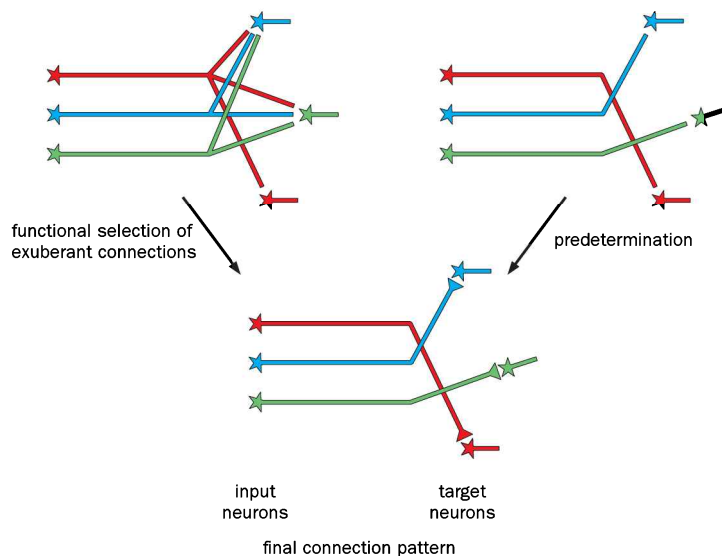 functional selection of
exuberant connections
predetermination
input
neurons
target
neurons
final connection pattern